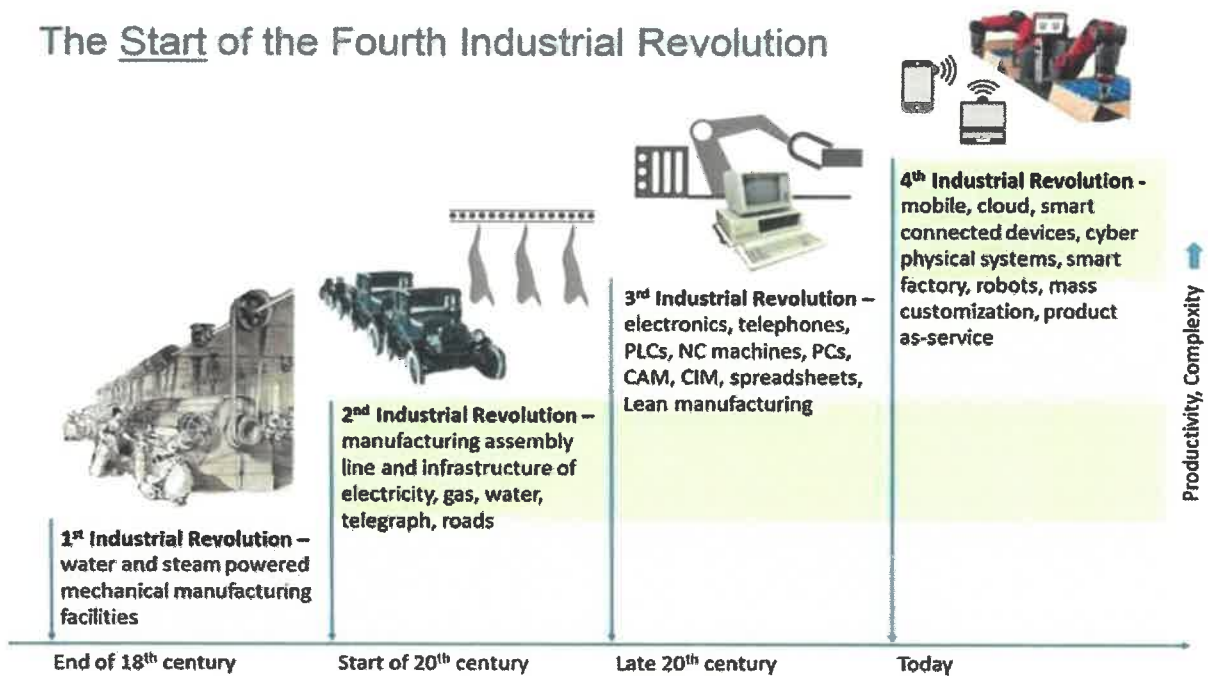 The Start of the Fourth Industrial Revolution
4th Industrial Revolution -
mobile, cloud, smart
connected devices, cyber
physical systems, smart
factory, robots, mass
customization, product
as-service
3rd Industrial Revolution –
electronics, telephones,
PLCs, NC machines, PCs,
CAM, CIM, spreadsheets,
Lean manufacturing
2nd Industrial Revolution –
manufacturing assembly
line and infrastructure of
electricity, gas, water,
telegraph, roads
1st Industrial Revolution –
water and steam powered
mechanical manufacturing
facilities
Productivity, Complexity
End of 18th century
Start of 20th century
Late 20th century
Today